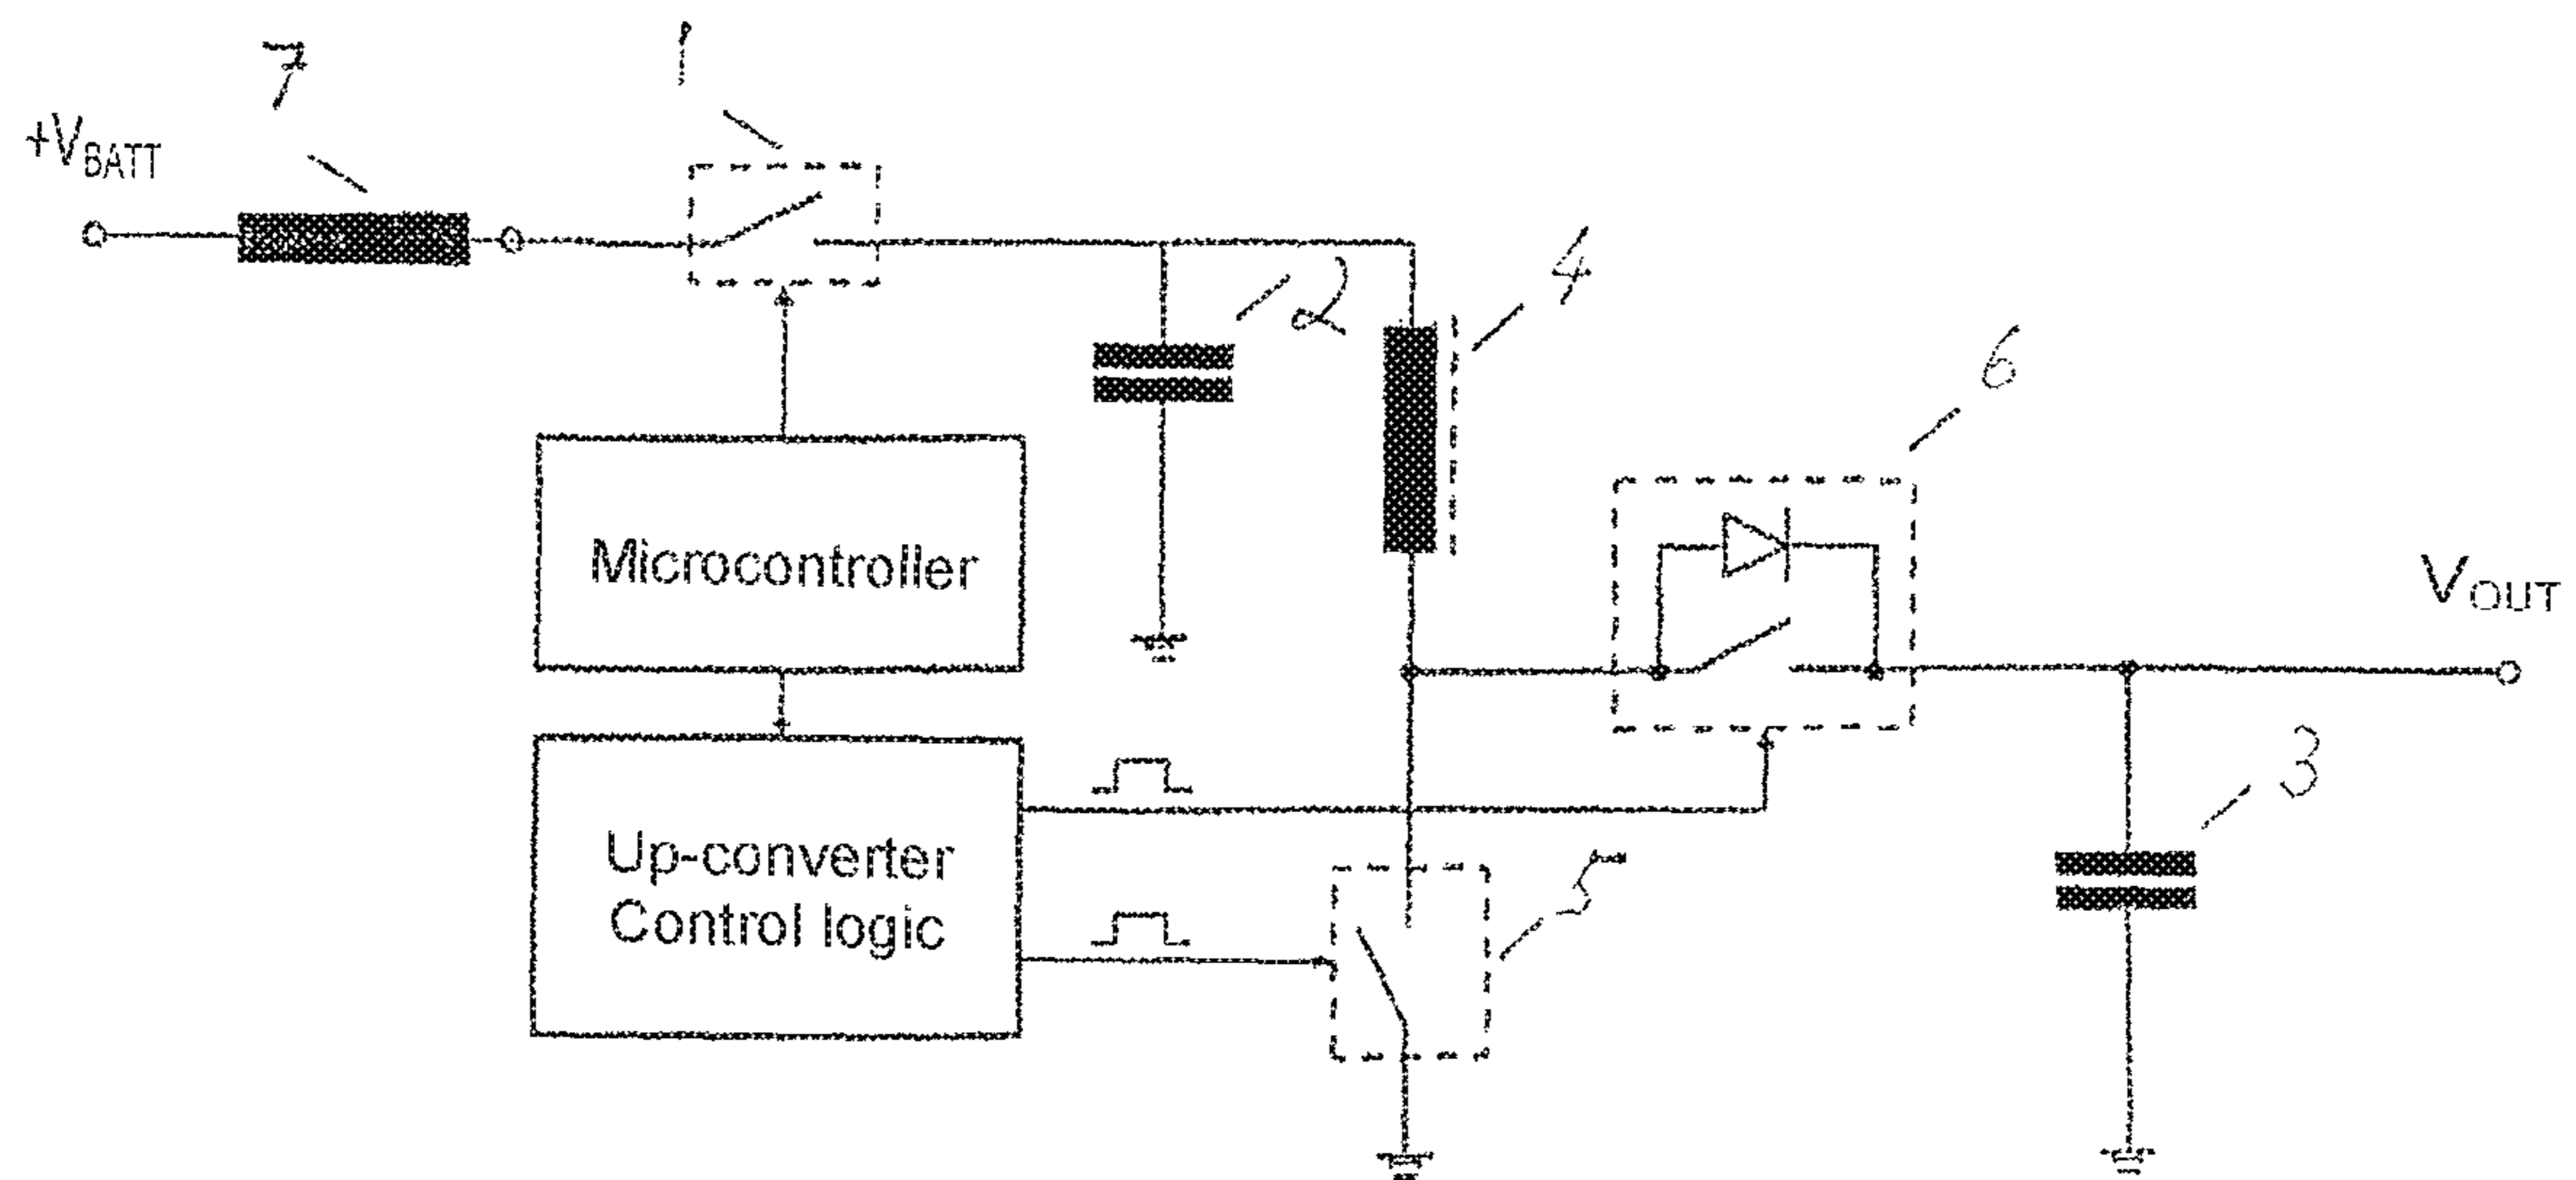 7
1
+VBATT
2
4
6
Microcontroller
VOUT
3
Up-converter
Control logic
5